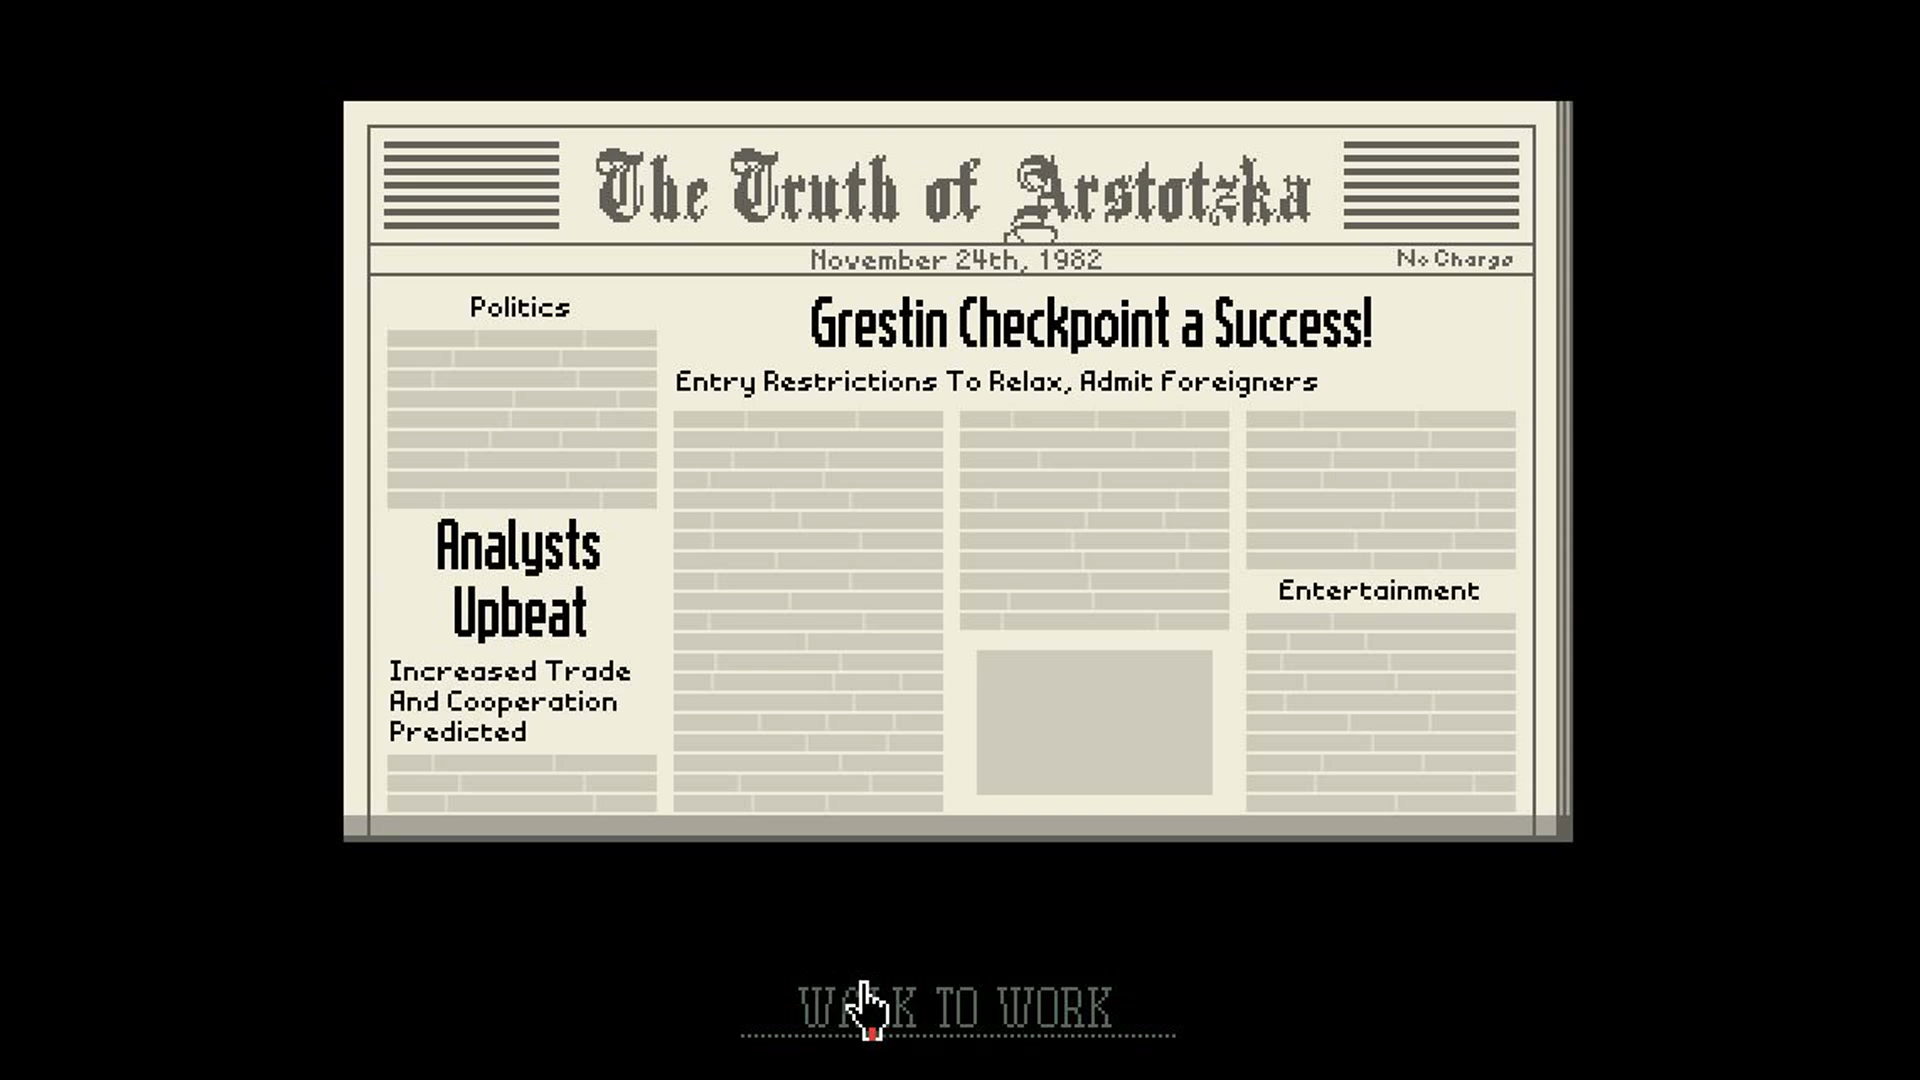 The Truth of Arstotzka
November 24th, 1982
No Charge
Politics
Grestin Checkpoint a Success!
Entry Restrictions To Relax, Admit Foreigners
Analysts
Upbeat
Increased Trade
And Cooperation
Predicted
Entertainment
WALK TO WORK